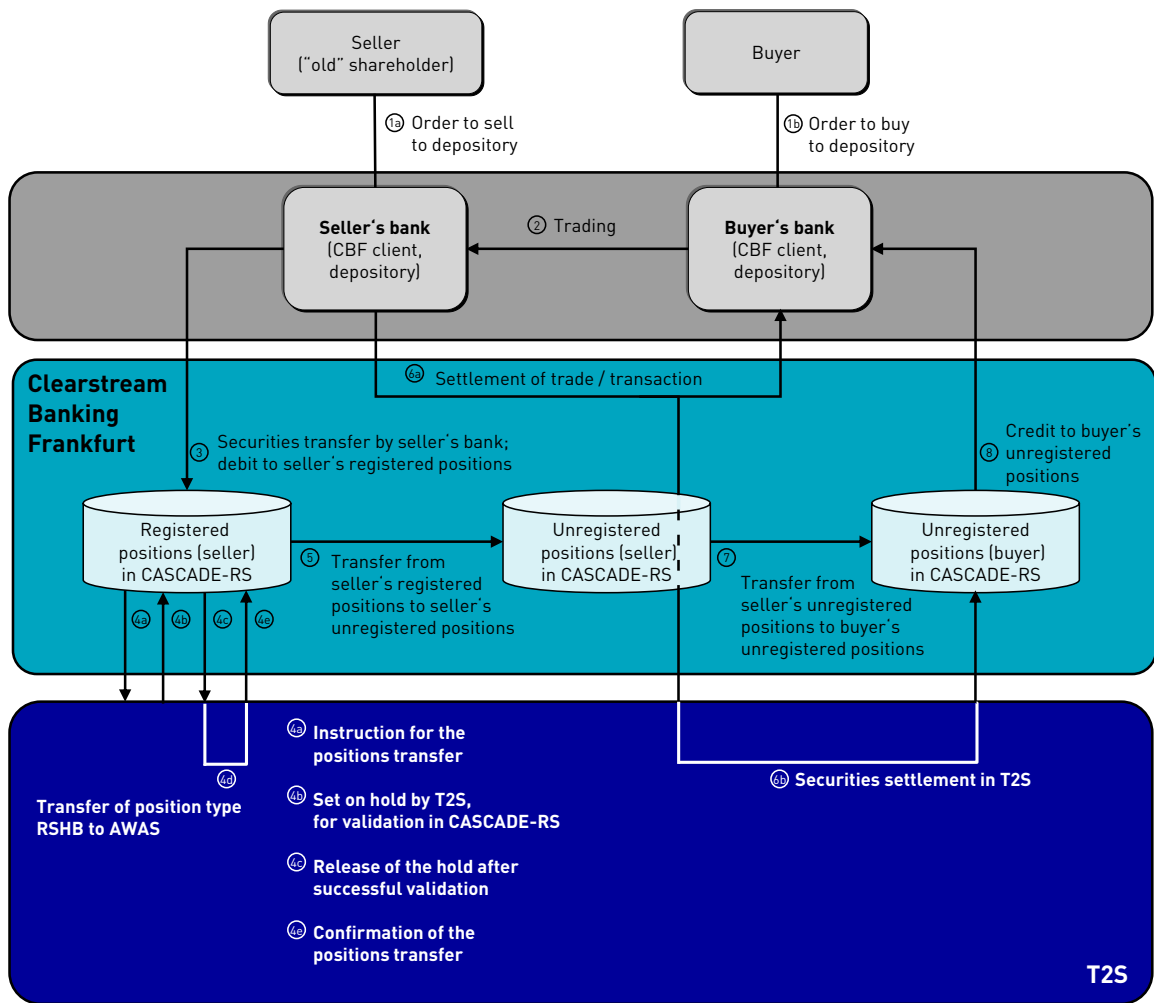 Seller
(“old” shareholder)
Buyer
1a Order to sell
to depository
1b Order to buy
to depository
Seller‘s bank
(CBF client,
depository)
2 Trading
Buyer‘s bank
(CBF client,
depository)
Clearstream
Banking
Frankfurt
6a Settlement of trade / transaction
3 Securities transfer by seller’s bank;
debit to seller’s registered positions
8 Credit to buyer’s
unregistered
positions
Registered
positions (seller)
in CASCADE-RS
Unregistered
positions (seller)
in CASCADE-RS
Unregistered
positions (buyer)
in CASCADE-RS
5
Transfer from
seller’s registered
positions to seller’s
unregistered positions
7
Transfer from
seller’s unregistered
positions to buyer’s
unregistered positions
4a 4b 4c 4e
4d
Transfer of position type
RSHB to AWAS
4a Instruction for the
positions transfer
4b Set on hold by T2S,
for validation in CASCADE-RS
4c Release of the hold after
successful validation
4e Confirmation of the
positions transfer
6b Securities settlement in T2S
T2S